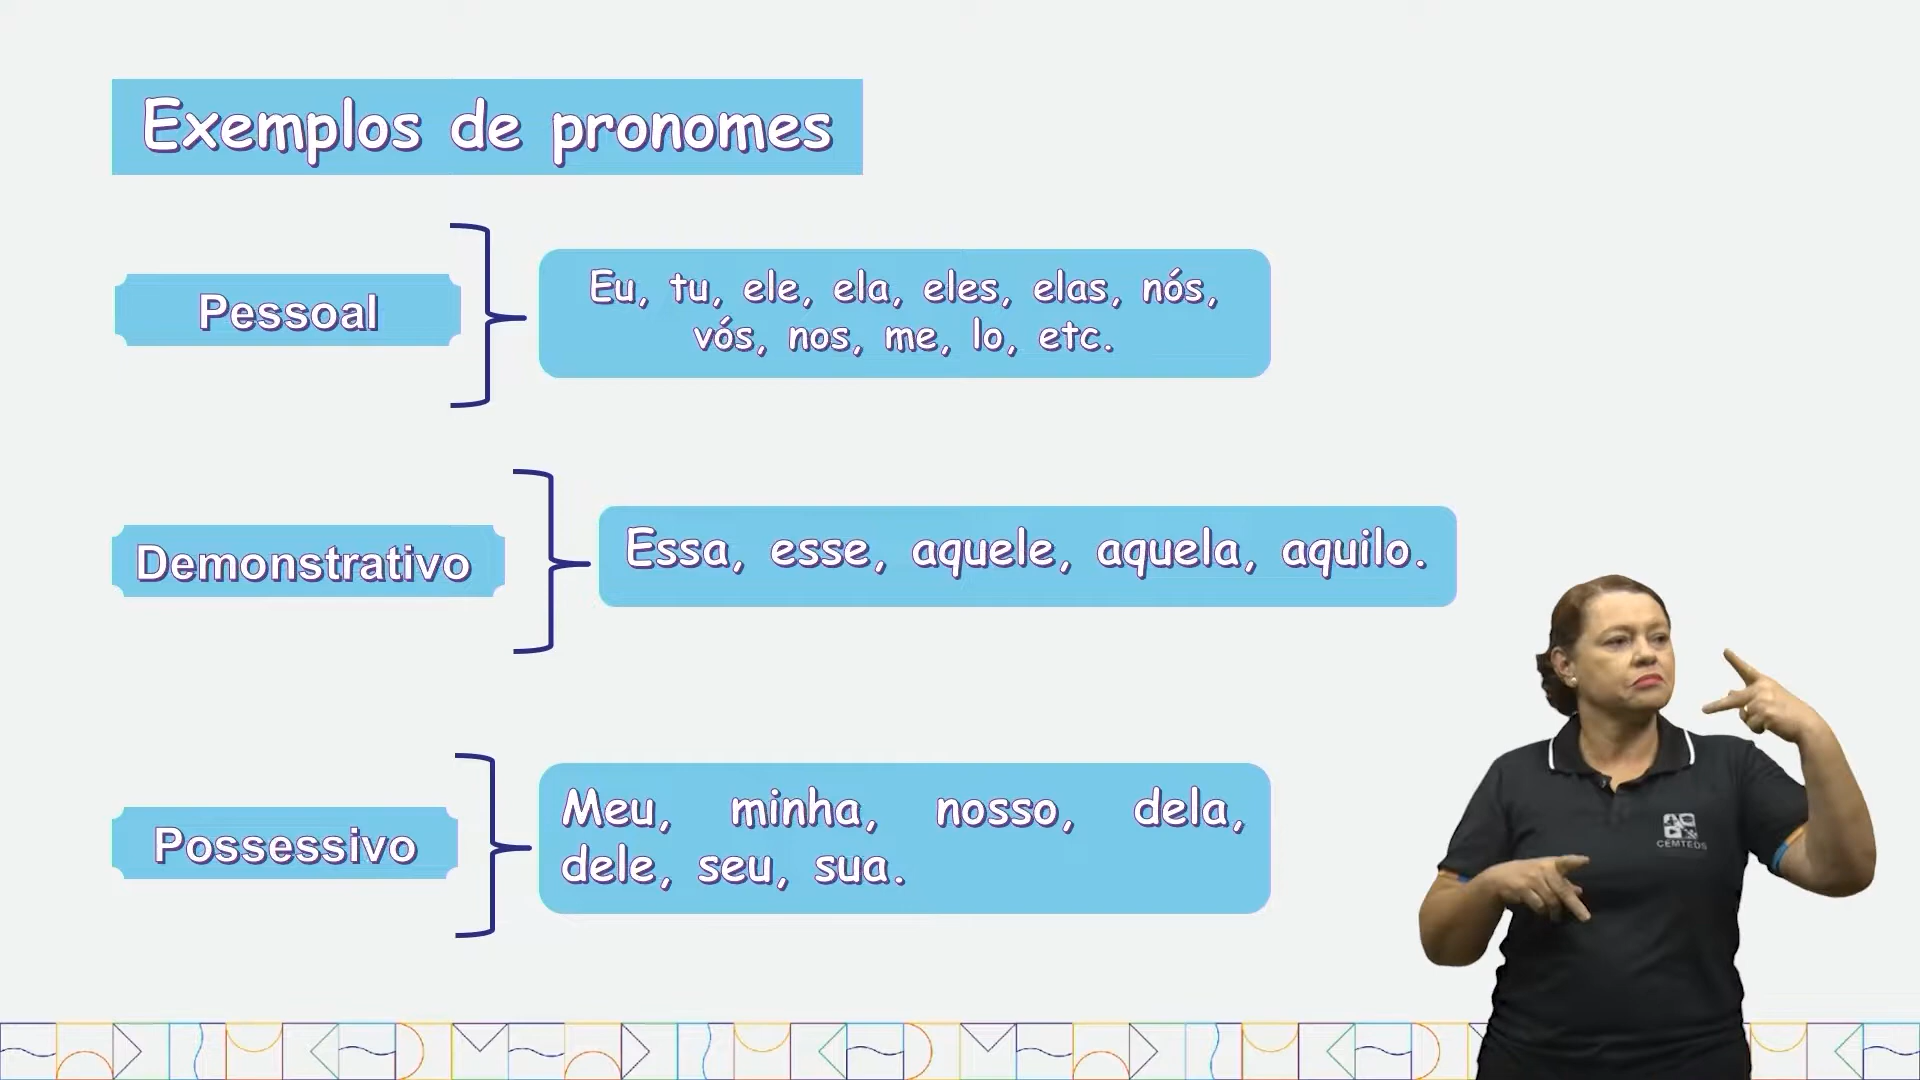 Exemplos de pronomes
Pessoal
Eu, tu, ele, ela, eles, elas, nós,
vós, nos, me, lo, etc.
Demonstrativo
Essa, esse, aquele, aquela, aquilo.
Possessivo
Meu, minha, nosso, dela,
dele, seu, sua.
CEMTEDS